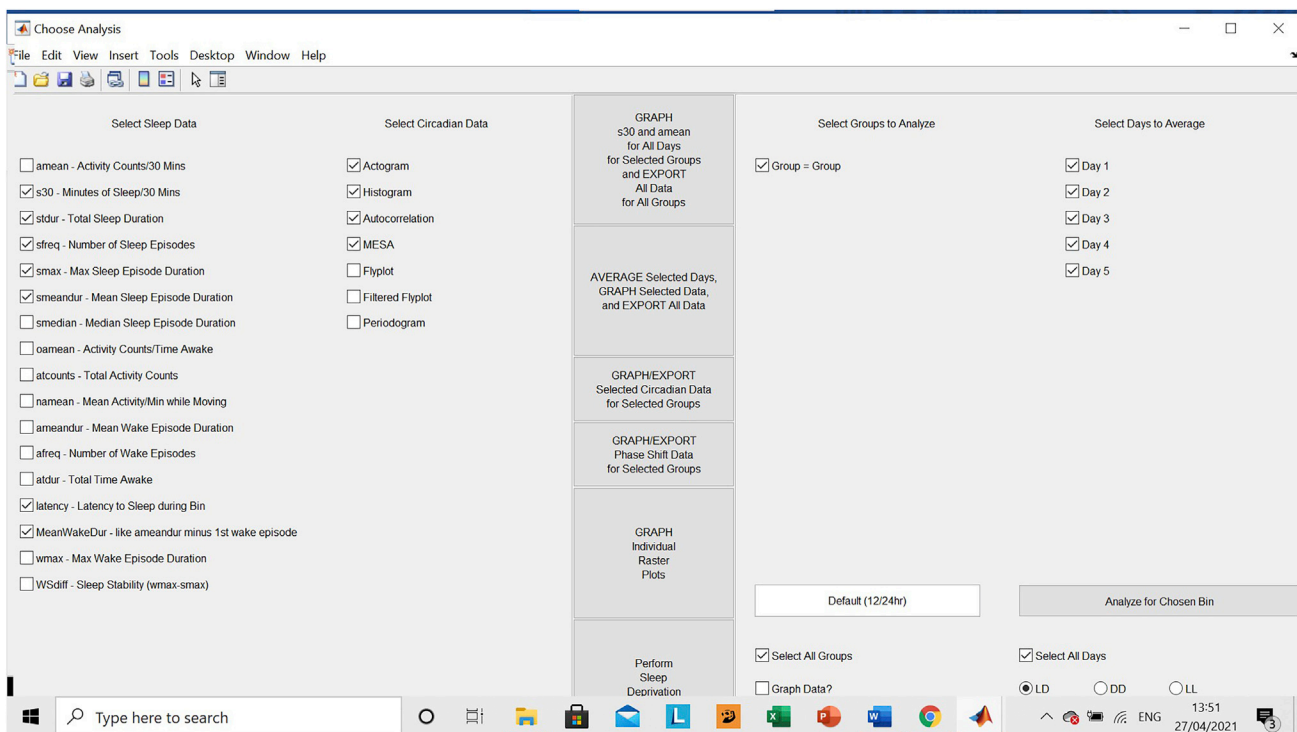 Choose Analysis
File Edit View Insert Tools Desktop Window Help
Select Sleep Data
amean - Activity Counts/30 Mins
s30 - Minutes of Sleep/30 Mins
stdur - Total Sleep Duration
sfreq - Number of Sleep Episodes
smax - Max Sleep Episode Duration
smeandur - Mean Sleep Episode Duration
smedian - Median Sleep Episode Duration
oamean - Activity Counts/Time Awake
atcounts - Total Activity Counts
namean - Mean Activity/Min while Moving
ameandur - Mean Wake Episode Duration
afreq - Number of Wake Episodes
atdur - Total Time Awake
latency - Latency to Sleep during Bin
MeanWakeDur - like ameandur minus 1st wake episode
wmax - Max Wake Episode Duration
WSdiff - Sleep Stability (wmax-smax)
Select Circadian Data
Actogram
Histogram
Autocorrelation
MESA
Flyplot
Filtered Flyplot
Periodogram
GRAPH
s30 and amean
for All Days
for Selected Groups
and EXPORT
All Data
for All Groups
AVERAGE Selected Days,
GRAPH Selected Data,
and EXPORT All Data
GRAPH/EXPORT
Selected Circadian Data
for Selected Groups
GRAPH/EXPORT
Phase Shift Data
for Selected Groups
GRAPH
Individual
Raster
Plots
Perform
Sleep
Deprivation
Select Groups to Analyze
Group = Group
Select Days to Average
Day 1
Day 2
Day 3
Day 4
Day 5
Default (12/24hr)
Analyze for Chosen Bin
Select All Groups
Select All Days
Graph Data?
LD DD LL
Type here to search
L
ENG
13:51
27/04/2021
3